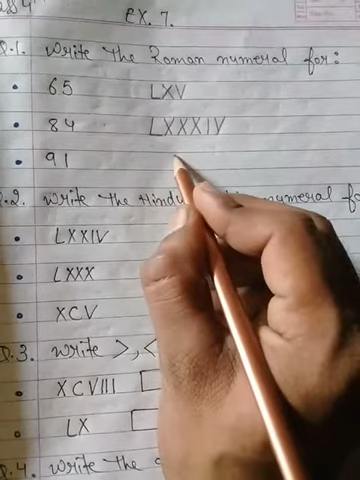 EX. 7.
Q.1. Write the Roman numeral for:
• 65 LXV
• 84 LXXXIV
• 91
Q.2. Write the Hindu numeral
• LXXIV
• LXXX
• XCV
Q.3. Write >, <
• XCVIII
• LX
Q.4. Write the